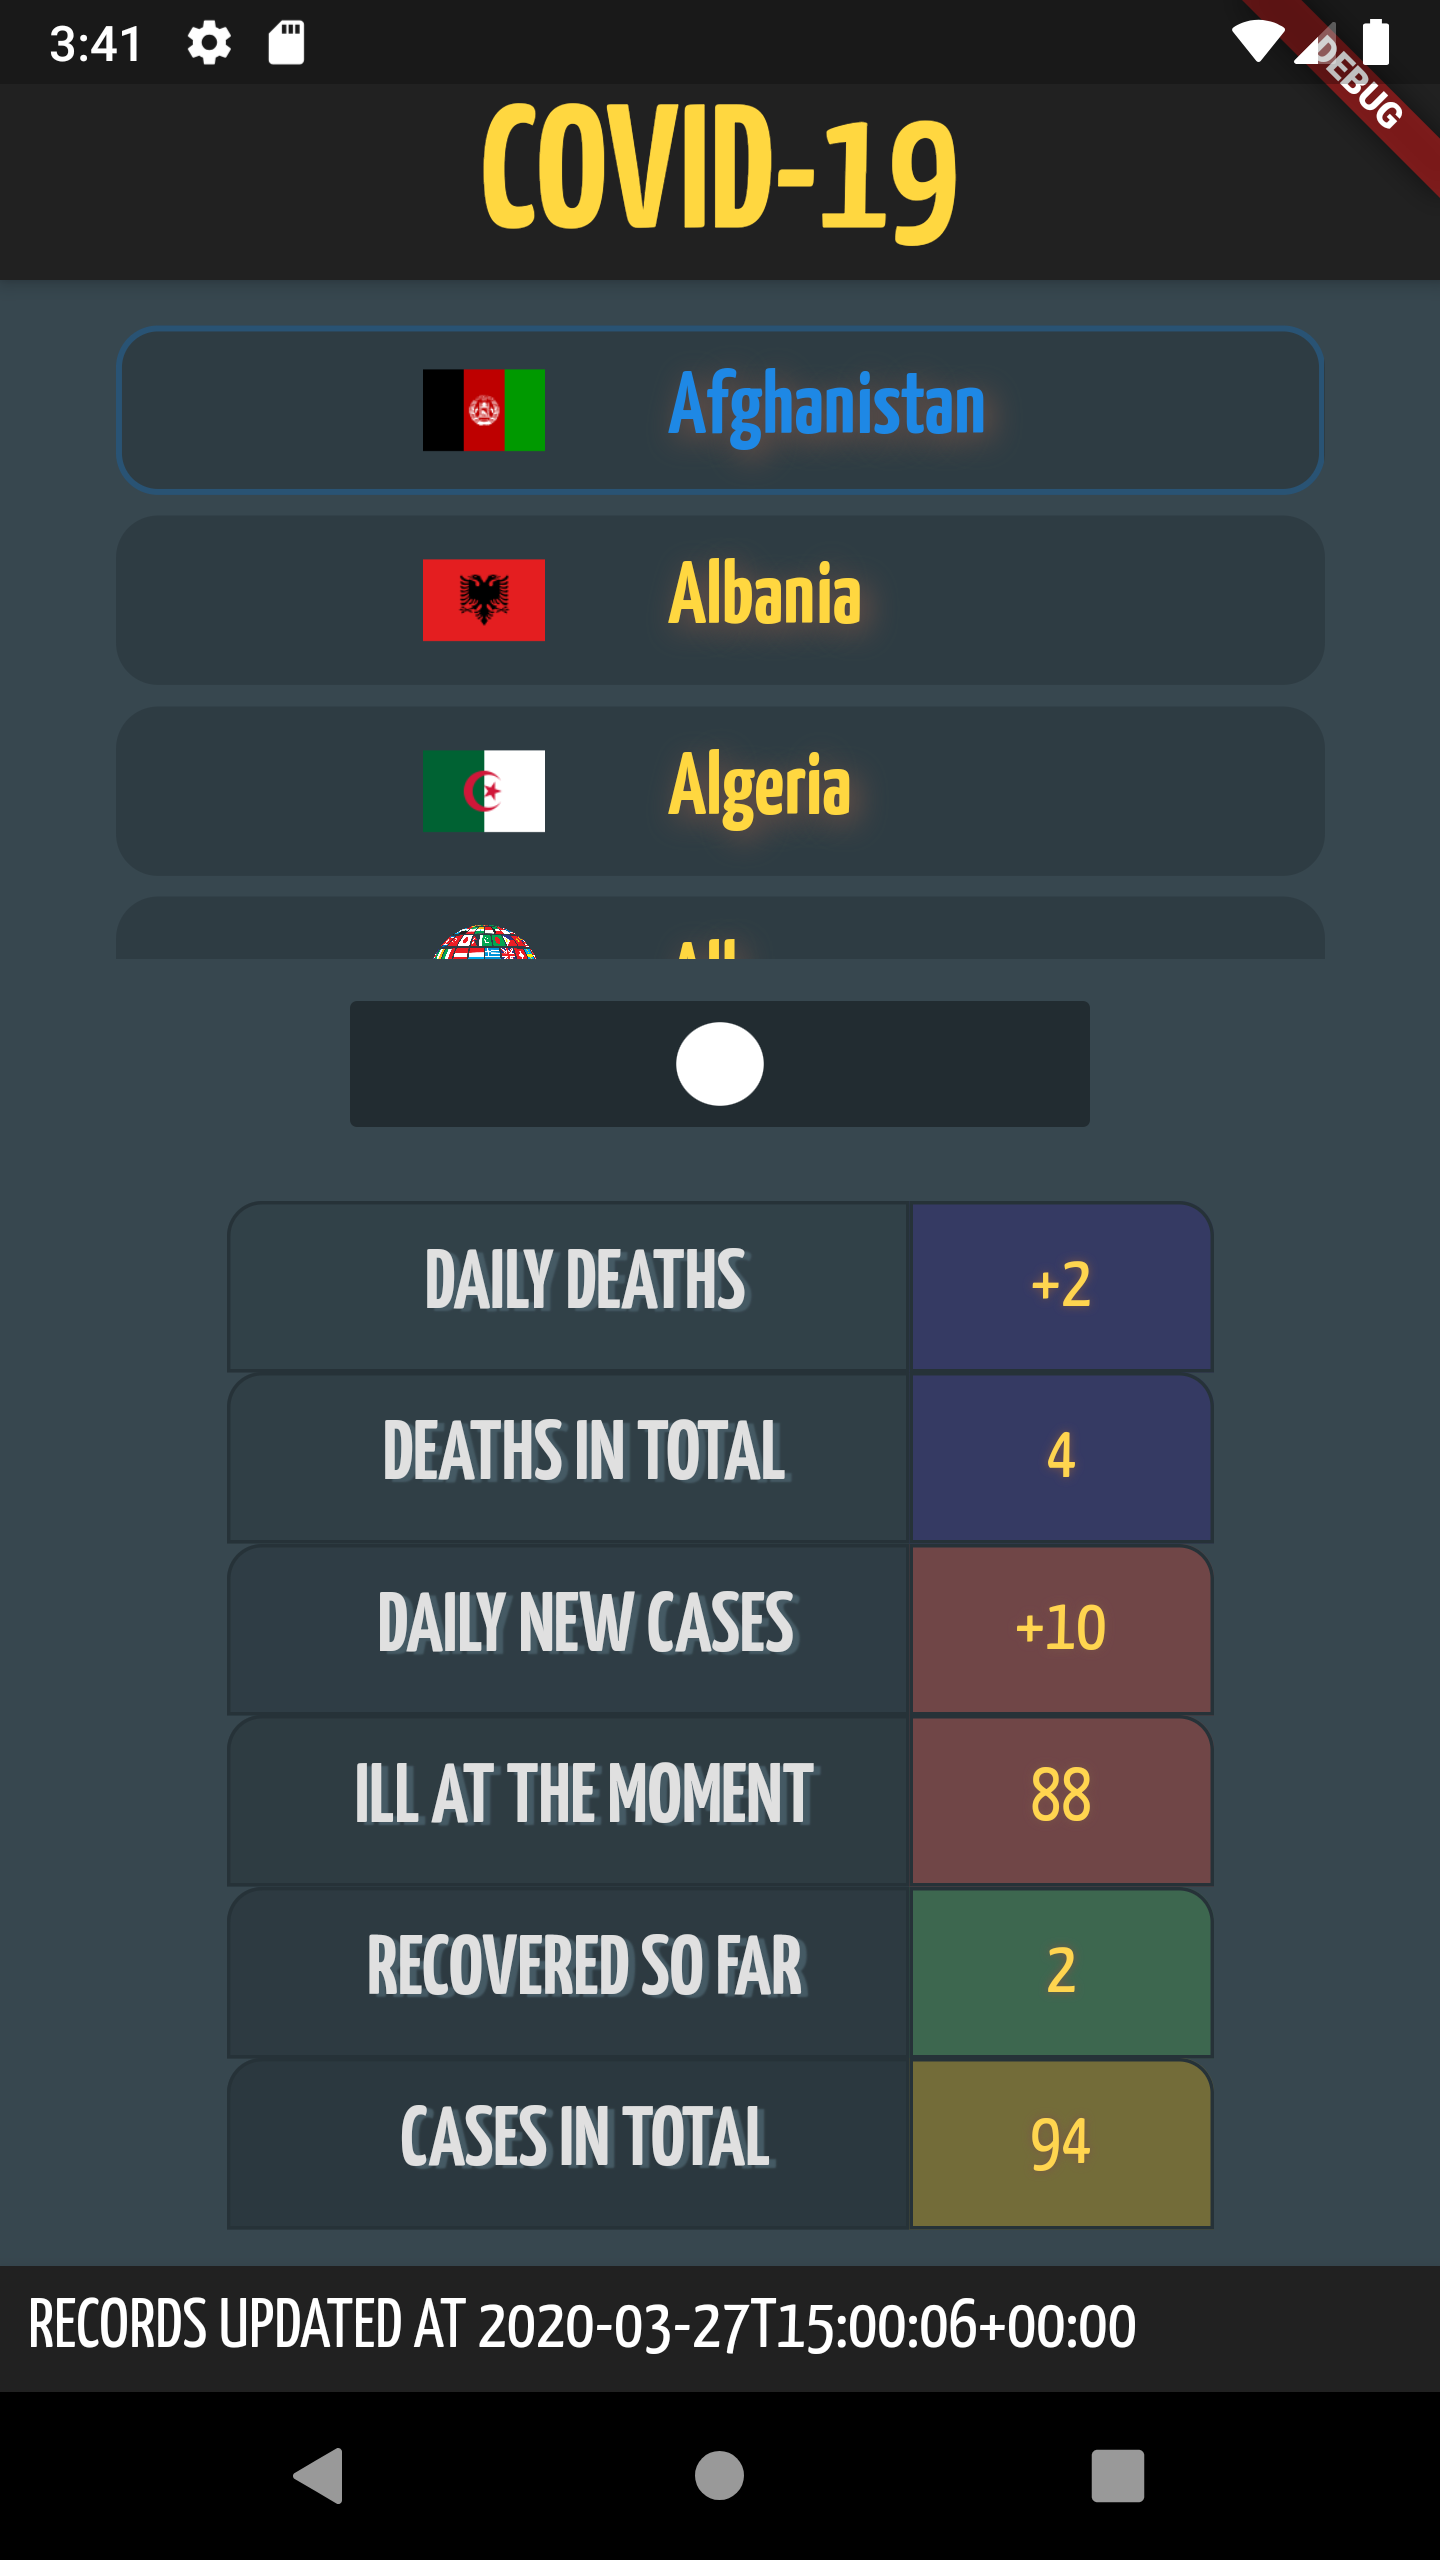 3:41
DEBUG
COVID-19
Afghanistan
Albania
Algeria
All
DAILY DEATHS +2
DEATHS IN TOTAL 4
DAILY NEW CASES +10
ILL AT THE MOMENT 88
RECOVERED SO FAR 2
CASES IN TOTAL 94
RECORDS UPDATED AT 2020-03-27T15:00:06+00:00